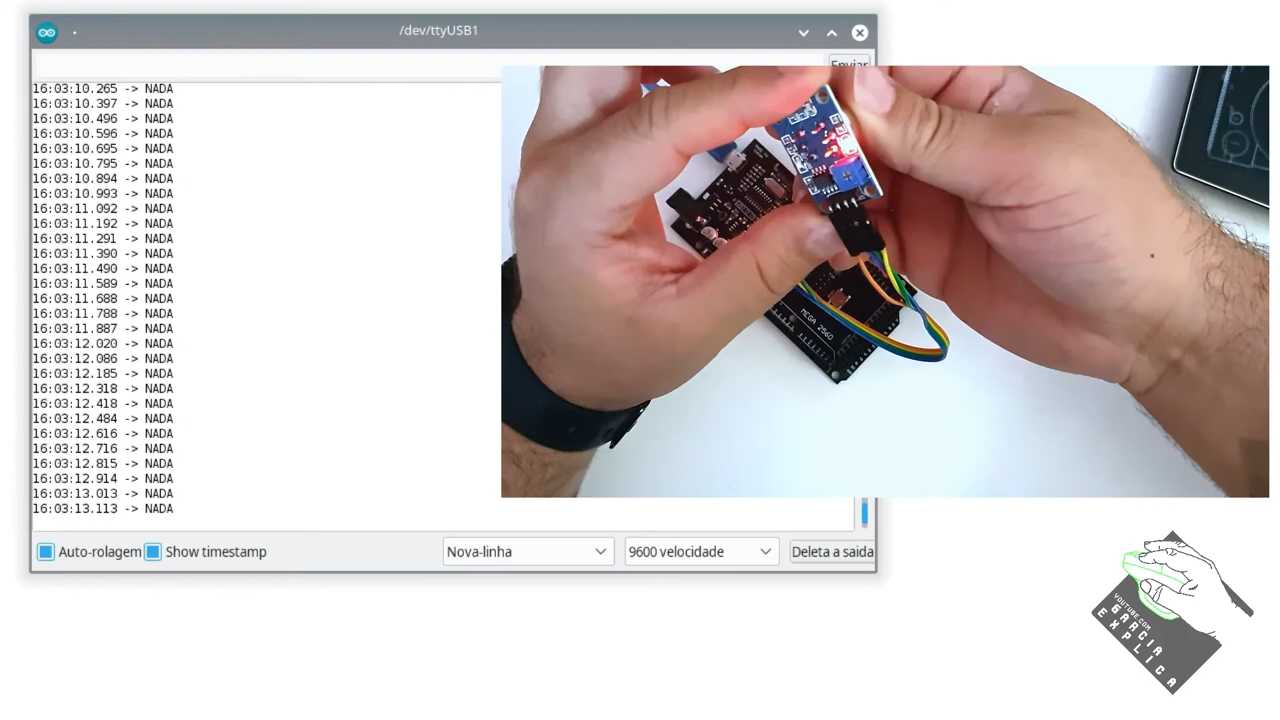 /dev/ttyUSB1
Enviar
16:03:10.265 -> NADA
16:03:10.397 -> NADA
16:03:10.496 -> NADA
16:03:10.596 -> NADA
16:03:10.695 -> NADA
16:03:10.795 -> NADA
16:03:10.894 -> NADA
16:03:10.993 -> NADA
16:03:11.092 -> NADA
16:03:11.192 -> NADA
16:03:11.291 -> NADA
16:03:11.390 -> NADA
16:03:11.490 -> NADA
16:03:11.589 -> NADA
16:03:11.688 -> NADA
16:03:11.788 -> NADA
16:03:11.887 -> NADA
16:03:12.020 -> NADA
16:03:12.086 -> NADA
16:03:12.185 -> NADA
16:03:12.318 -> NADA
16:03:12.418 -> NADA
16:03:12.484 -> NADA
16:03:12.616 -> NADA
16:03:12.716 -> NADA
16:03:12.815 -> NADA
16:03:12.914 -> NADA
16:03:13.013 -> NADA
16:03:13.113 -> NADA
Auto-rolagem Show timestamp Nova-linha 9600 velocidade Deleta a saida
MEGA 2560
YOUTUBE.COM
GARCIA
EXPLICA